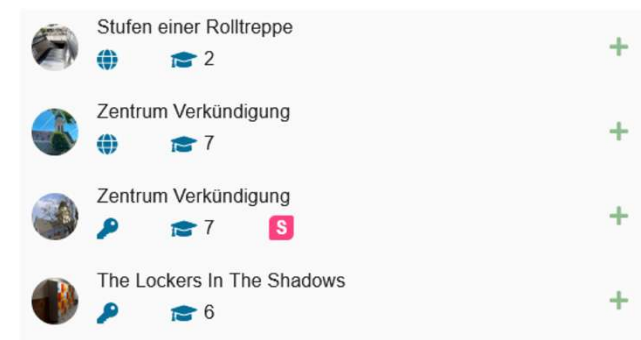 Stufen einer Rolltreppe
2
Zentrum Verkündigung
7
Zentrum Verkündigung
7 S
The Lockers In The Shadows
6